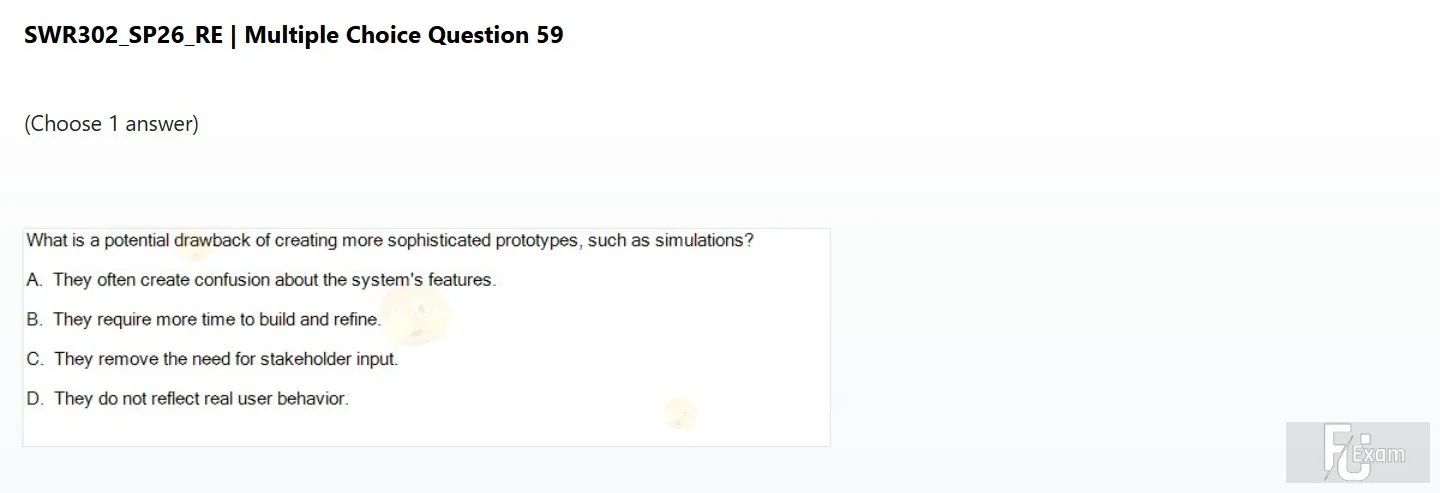 SWR302_SP26_RE | Multiple Choice Question 59
(Choose 1 answer)
What is a potential drawback of creating more sophisticated prototypes, such as simulations?
A. They often create confusion about the system's features.
B. They require more time to build and refine.
C. They remove the need for stakeholder input.
D. They do not reflect real user behavior.
FU Exam